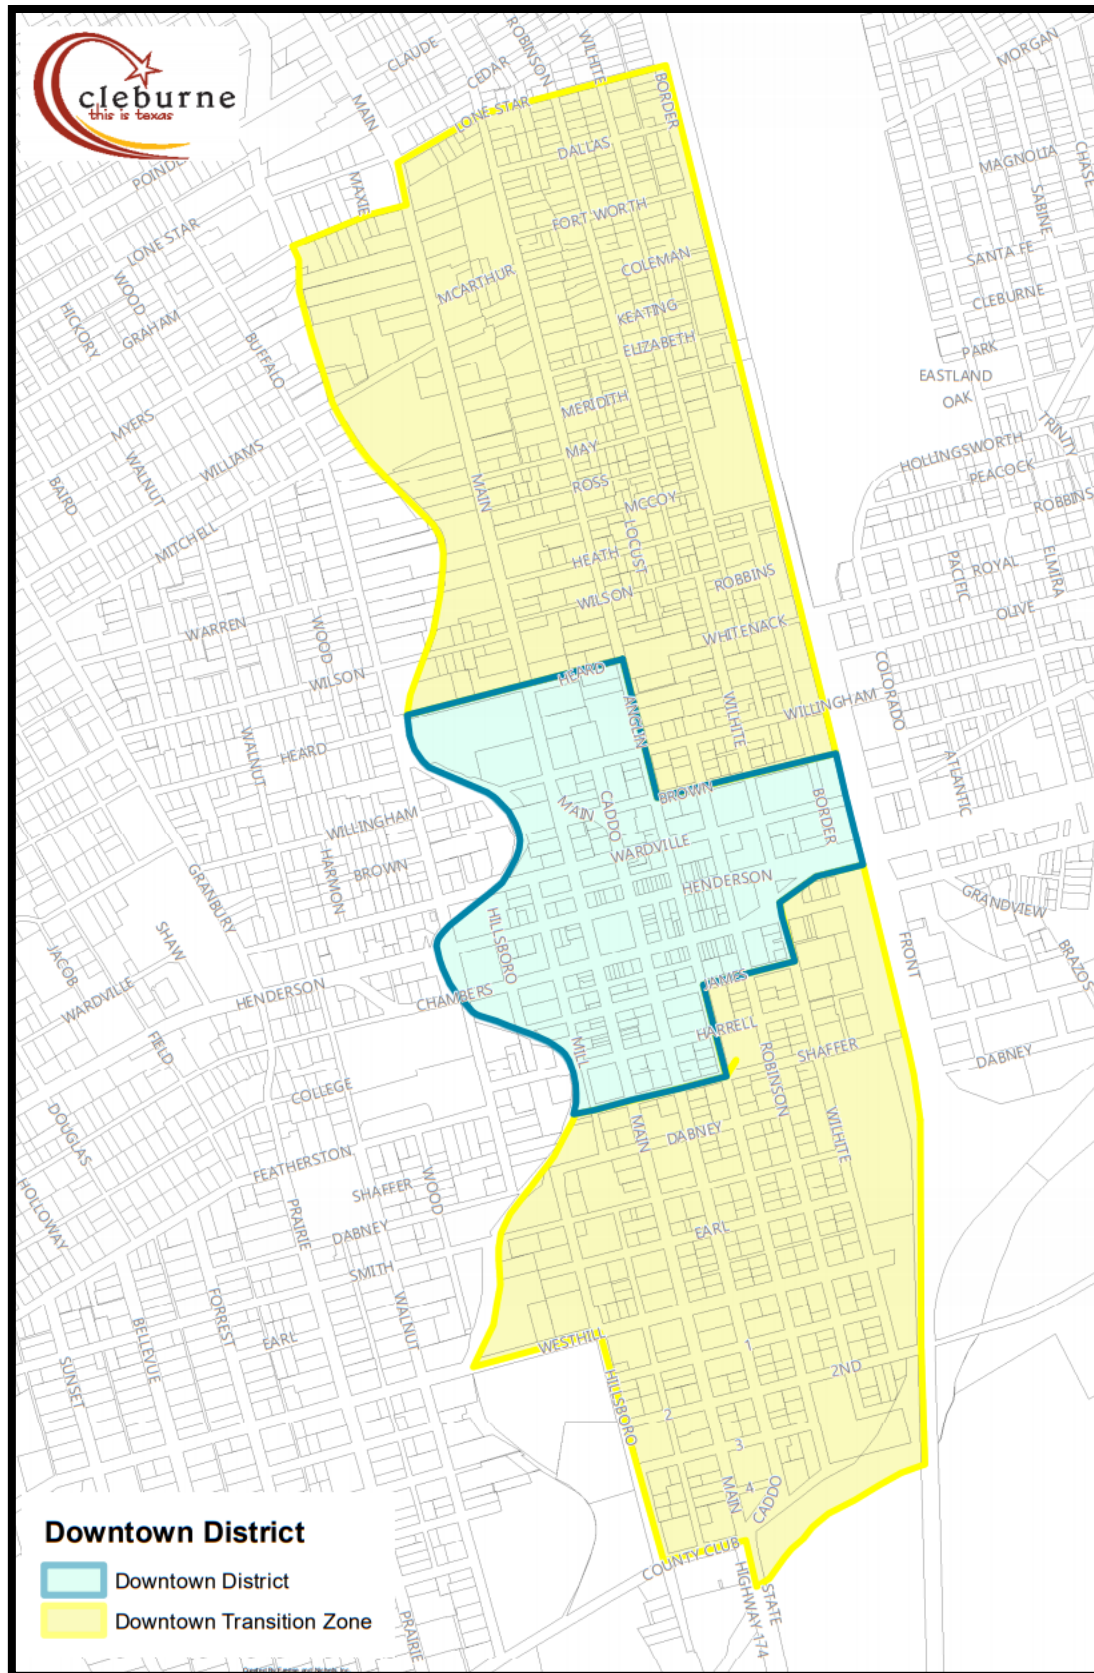 cleburne
this is texas
CLAUDE
CEDAR
ROBINSON
WILHITE
BORDER
MORGAN
MAIN
LONE STAR
DALLAS
MAGNOLIA
CHASE
MAXIE
SABINE
FORT WORTH
LONE STAR
COLEMAN
SANTA FE
MCARTHUR
WOOD
CLEBURNE
HICKORY
GRAHAM
KEATING
ELIZABETH
PARK
BUFFALO
EASTLAND
OAK
MERIDITH
MYERS
TRINITY
MAY
HOLLINGSWORTH
WILLIAMS
PEACOCK
WALNUT
BAIRD
MAIN
ROSS
MCCOY
ROBBINS
MITCHELL
LOCUST
HEATH
ROYAL
ELMIRA
PACIFIC
ROBBINS
WILSON
OLIVE
WARREN
WOOD
WHITENACK
WILSON
HEARD
COLORADO
WILLINGHAM
ANGLIN
WILHITE
HEARD
WALNUT
ATLANTIC
BROWN
MAIN
CADDO
BORDER
WILLINGHAM
WARDVILLE
BROWN
HARMON
HENDERSON
GRANBURY
GRANDVIEW
HILLSBORO
SHAW
FRONT
BRAZOS
JACOB
JAMES
WARDVILLE
HENDERSON
CHAMBERS
HARRELL
FIELD
MILL
SHAFFER
DABNEY
ROBINSON
COLLEGE
DOUGLAS
MAIN
DABNEY
WILHITE
FEATHERSTON
SHAFFER
WOOD
HOLLOWAY
PRAIRIE
DABNEY
EARL
SMITH
FORREST
WALNUT
BELLEVUE
EARL
WESTHILL
1
SUNSET
2ND
HILLSBORO
2
3
4
MAIN
CADDO
COUNTY CLUB
STATE
HIGHWAY 174
PRAIRIE
Downtown District
Downtown District
Downtown Transition Zone